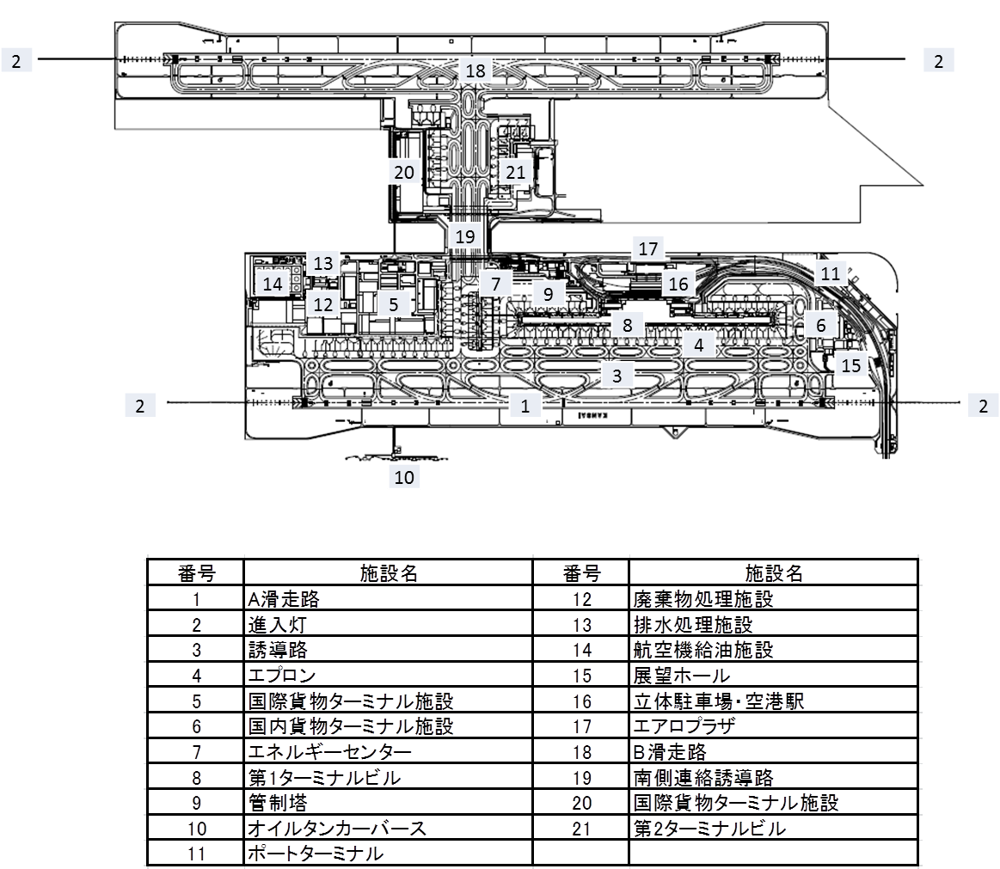 2
18
2
20
21
19
17
13
14
7
16
11
9
12
5
8
6
4
15
3
2
1
2
KANSAI
10
番号 施設名 番号 施設名
1 A滑走路 12 廃棄物処理施設
2 進入灯 13 排水処理施設
3 誘導路 14 航空機給油施設
4 エプロン 15 展望ホール
5 国際貨物ターミナル施設 16 立体駐車場・空港駅
6 国内貨物ターミナル施設 17 エアロプラザ
7 エネルギーセンター 18 B滑走路
8 第1ターミナルビル 19 南側連絡誘導路
9 管制塔 20 国際貨物ターミナル施設
10 オイルタンカーバース 21 第2ターミナルビル
11 ポートターミナル